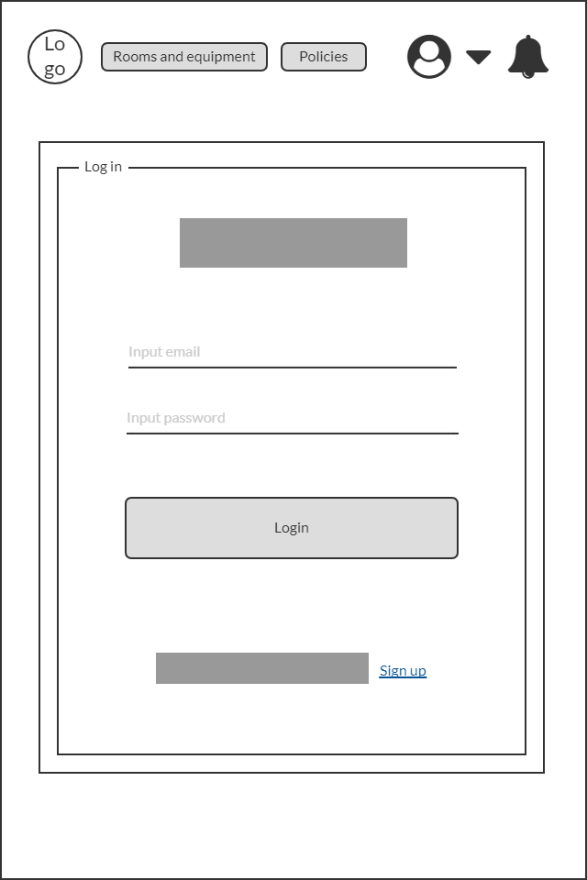 Lo
go
Rooms and equipment
Policies
Log in
Input email
Input password
Login
Sign up